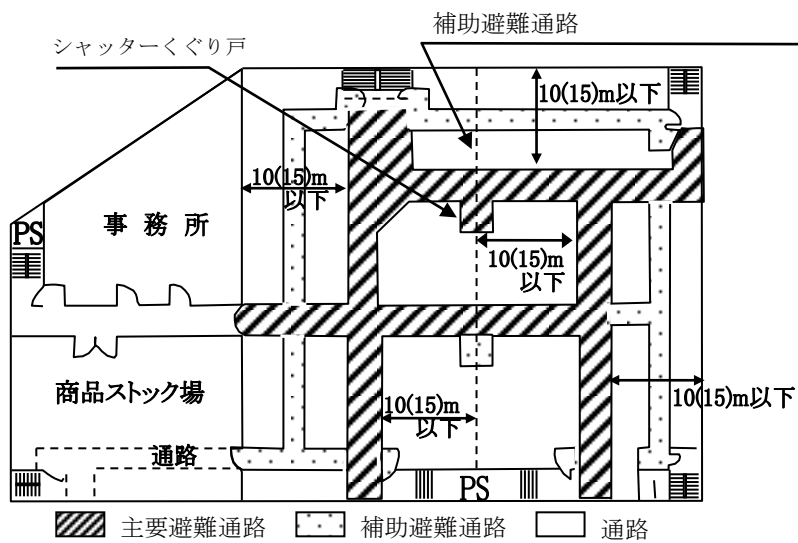 補助避難通路
シャッターくぐり戸
10(15)m以下
10(15)m
以下
事 務 所
PS
10(15)m
以下
商品ストック場
10(15)m
以下
10(15)m以下
通路
PS
主要避難通路
補助避難通路
通路